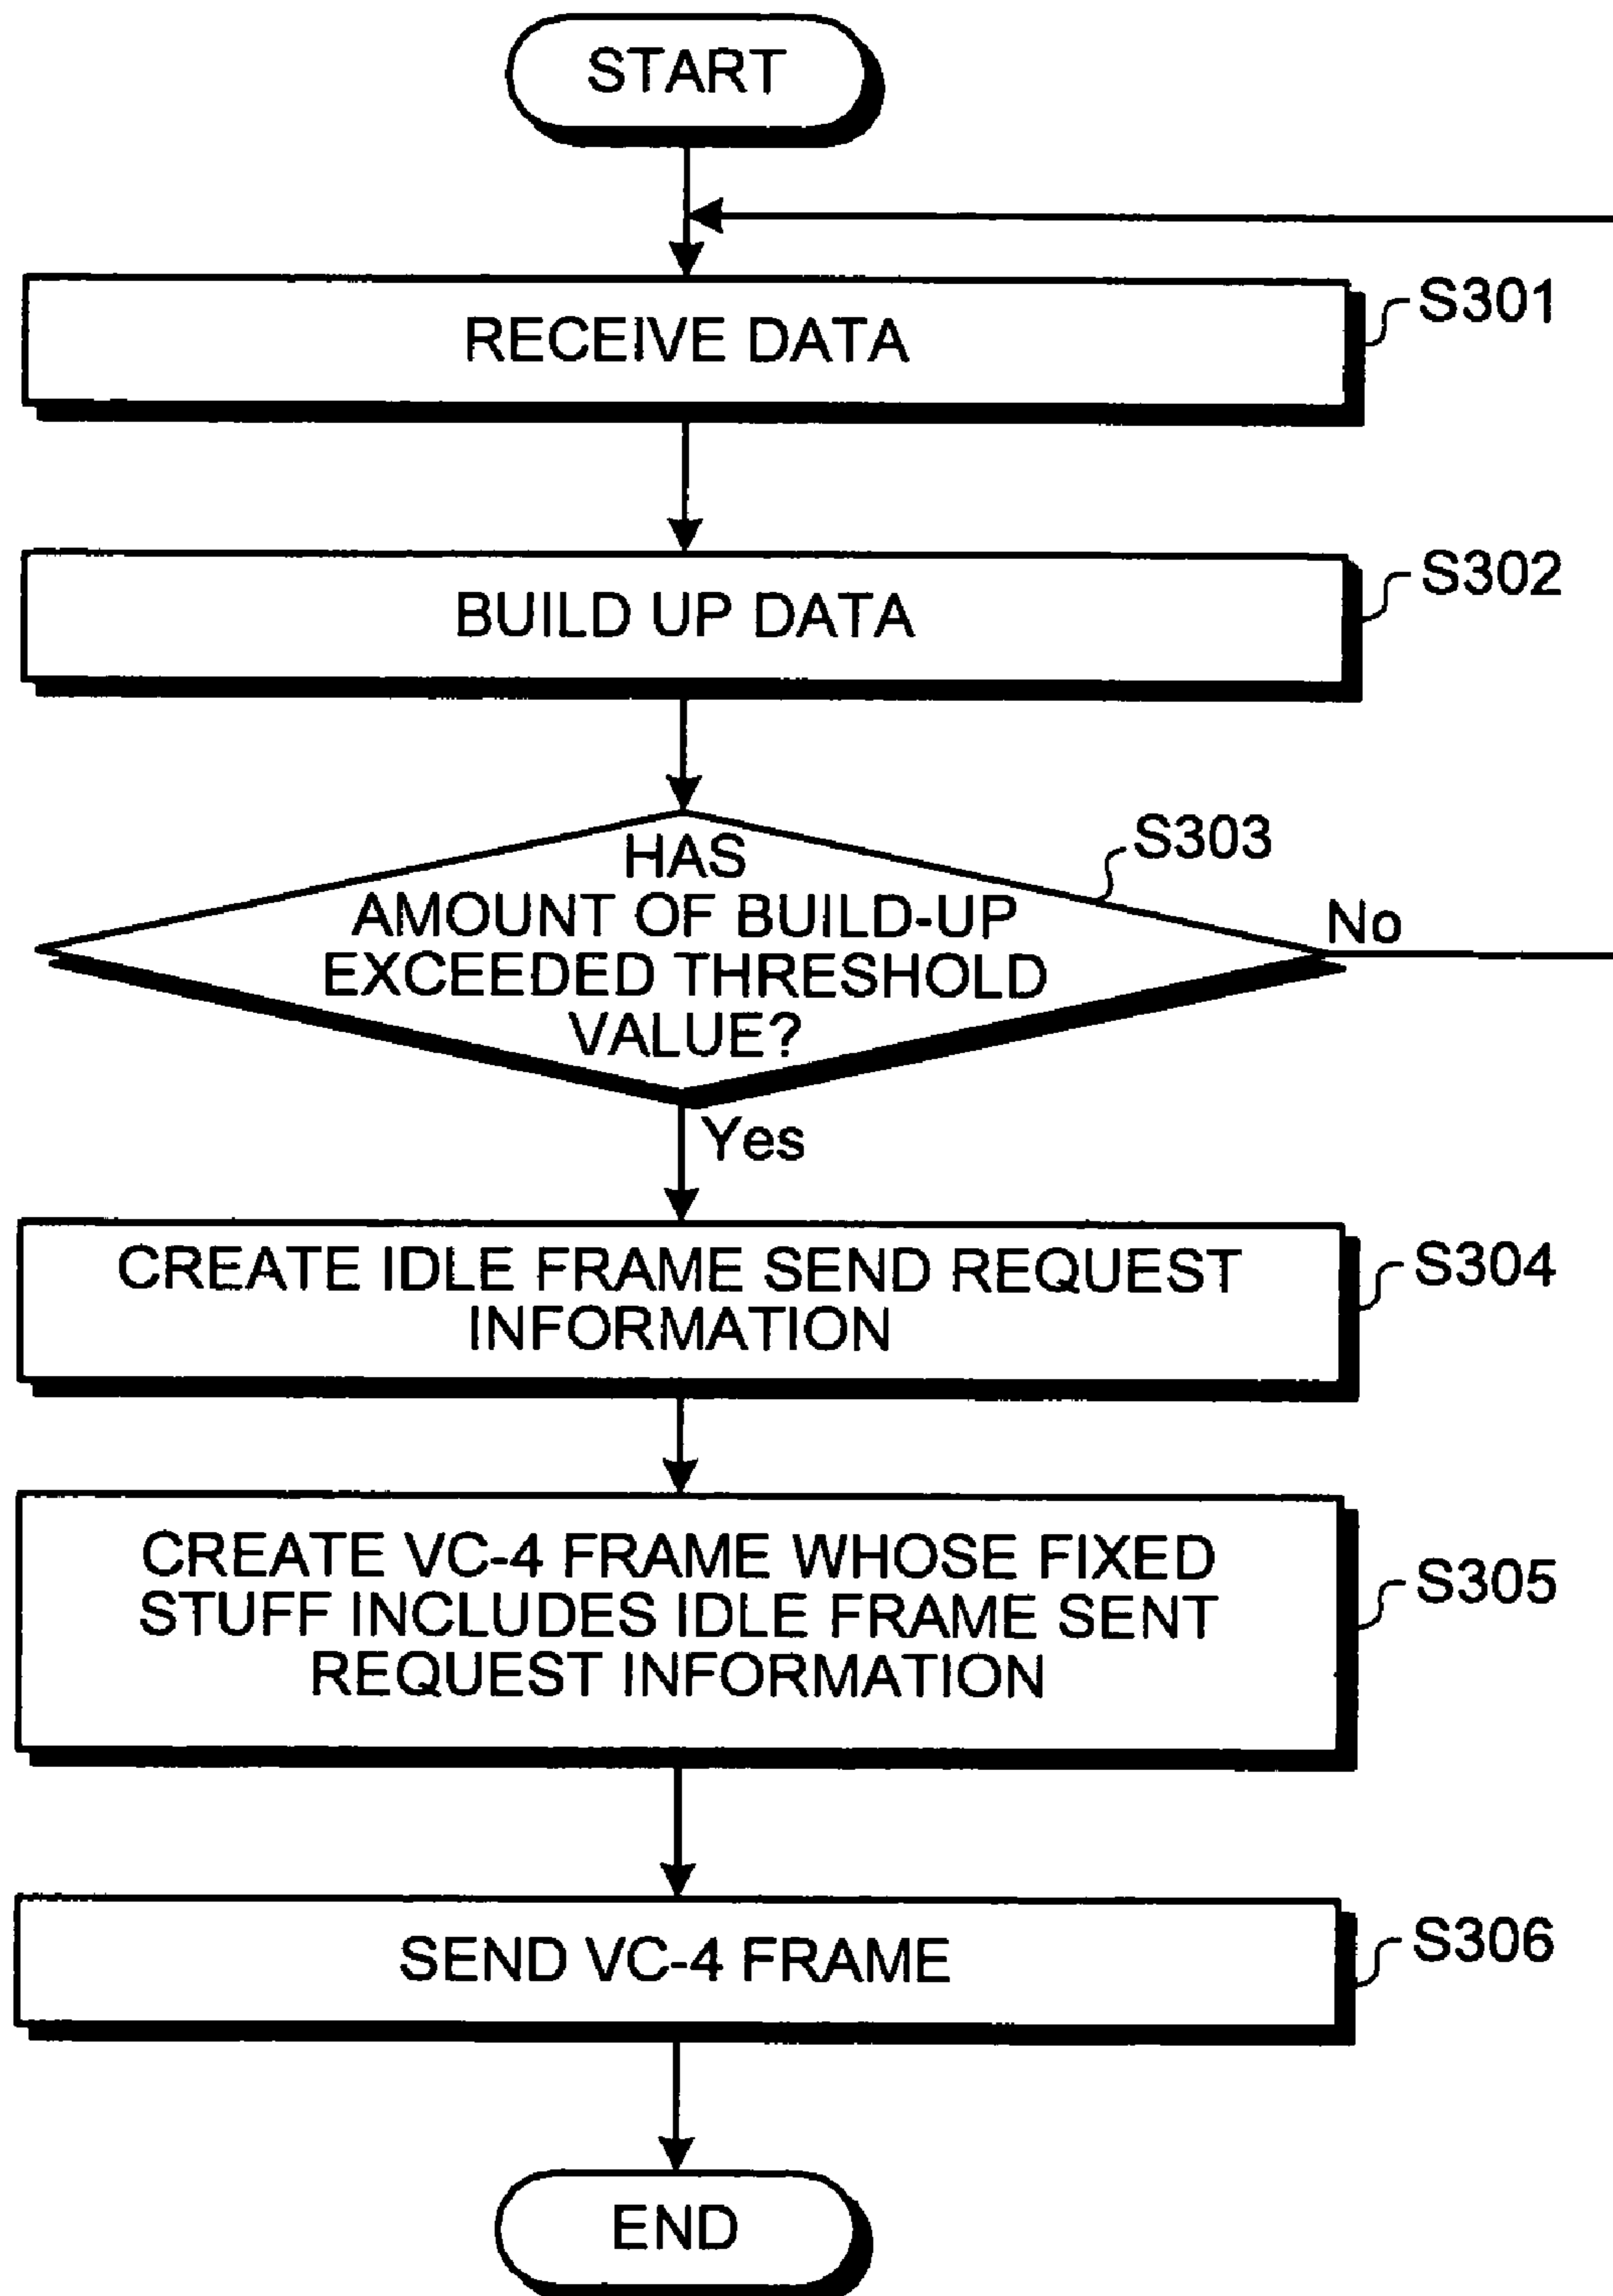 START
RECEIVE DATA
S301
BUILD UP DATA
S302
HAS
AMOUNT OF BUILD-UP
EXCEEDED THRESHOLD
VALUE?
S303
No
Yes
CREATE IDLE FRAME SEND REQUEST
INFORMATION
S304
CREATE VC-4 FRAME WHOSE FIXED
STUFF INCLUDES IDLE FRAME SENT
REQUEST INFORMATION
S305
SEND VC-4 FRAME
S306
END